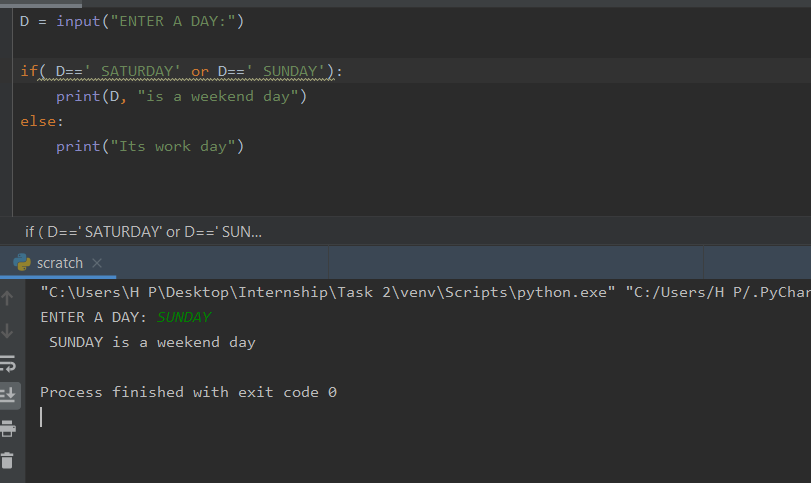 D = input("ENTER A DAY:")
if( D==' SATURDAY' or D==' SUNDAY'):
print(D, "is a weekend day")
else:
print("Its work day")
if ( D==' SATURDAY' or D==' SUN...
scratch
"C:\Users\H P\Desktop\Internship\Task 2\venv\Scripts\python.exe" "C:/Users/H P/.PyChar
ENTER A DAY: SUNDAY
SUNDAY is a weekend day
Process finished with exit code 0